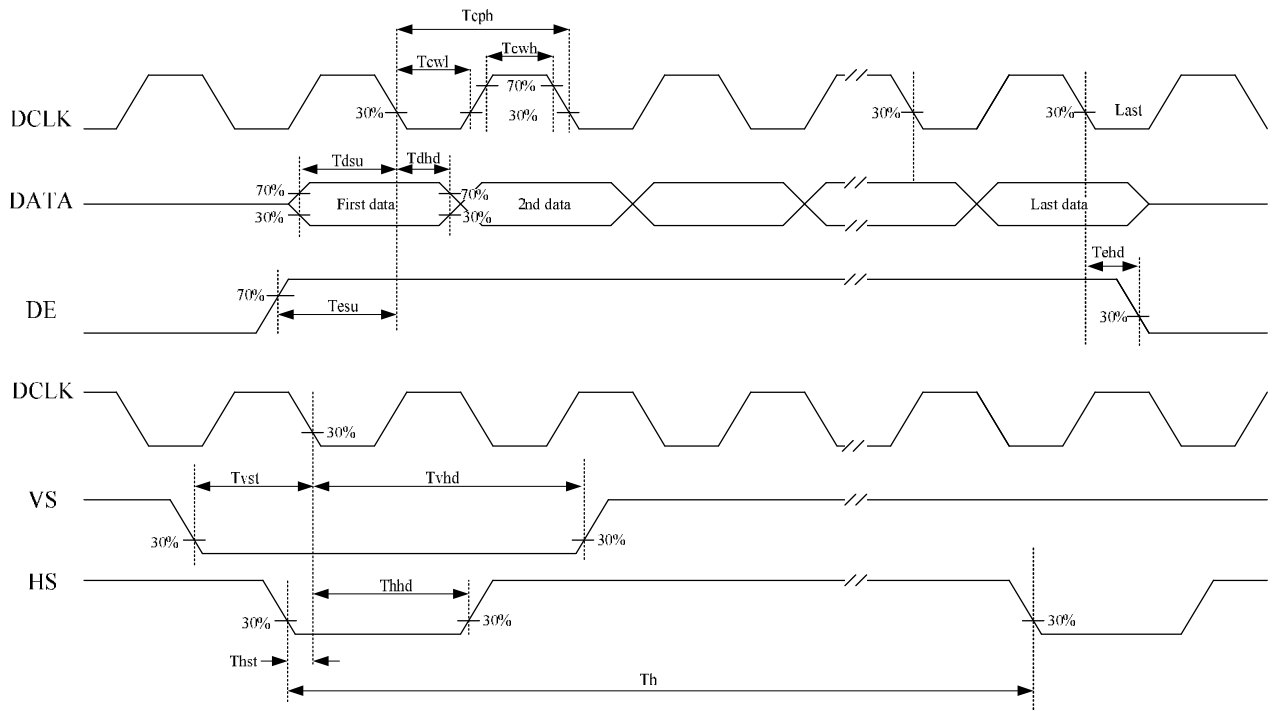 Tcph
Tcwl
Tcwh
70%
30%
30%
30%
30%
Last
DCLK
Tdsu
Tdhd
70%
70%
30%
30%
First data
2nd data
Last data
DATA
Tehd
70%
Tesu
30%
DE
DCLK
30%
Tvst
Tvhd
VS
30%
30%
HS
Thhd
30%
30%
30%
Thst
Th